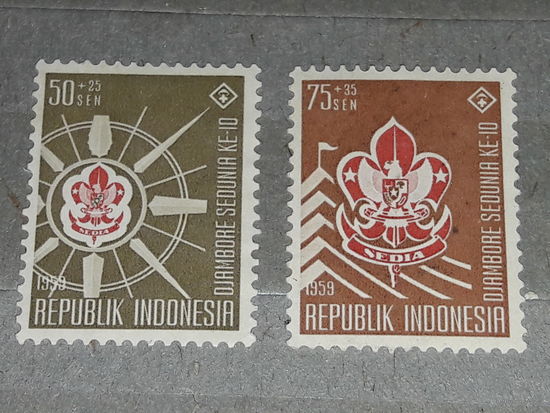 50 + 25
SEN
DJAMBORE SEDUNIA KE-10
SEDIA
1959
REPUBLIK INDONESIA
75 + 35
SEN
DJAMBORE SEDUNIA KE-10
SEDIA
1959
REPUBLIK INDONESIA